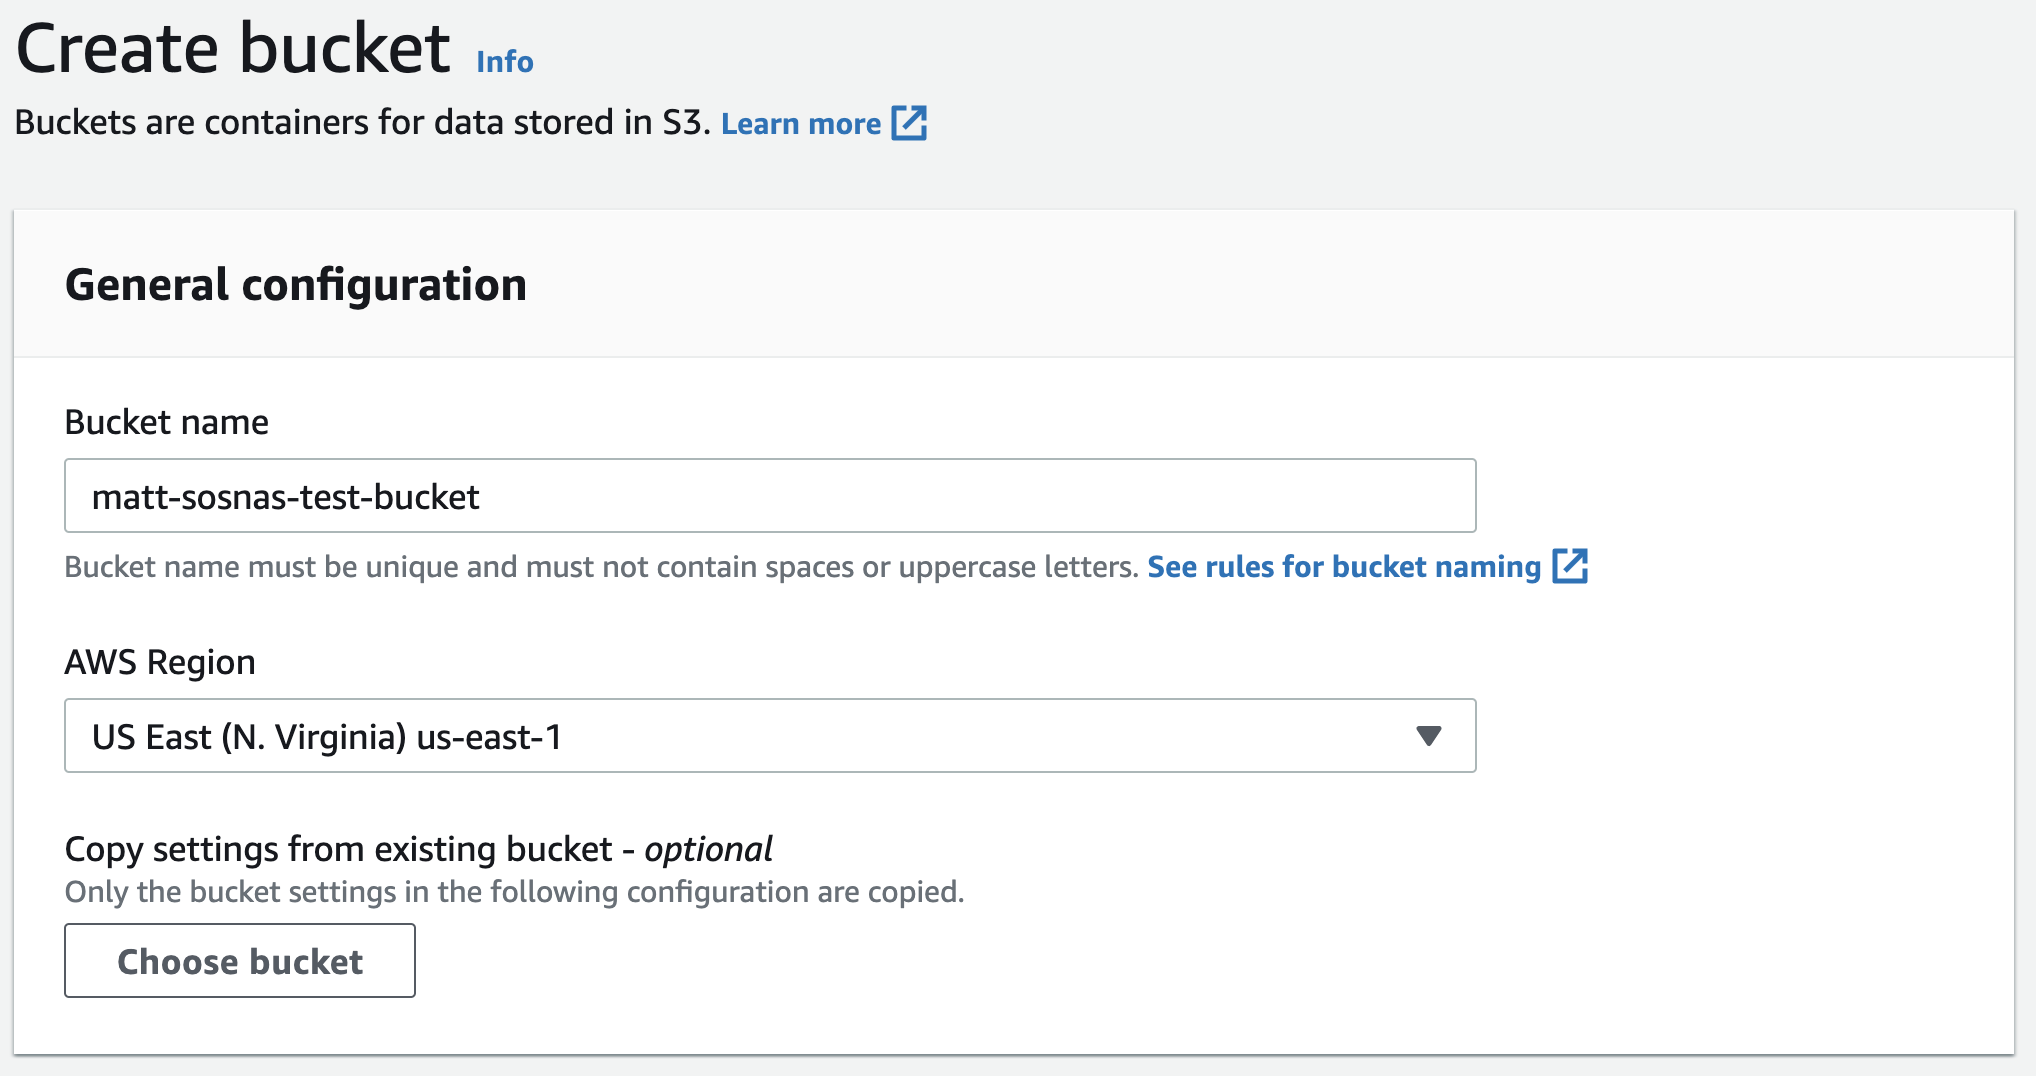 Create bucket Info
Buckets are containers for data stored in S3. Learn more
General configuration
Bucket name
matt-sosnas-test-bucket
Bucket name must be unique and must not contain spaces or uppercase letters. See rules for bucket naming
AWS Region
US East (N. Virginia) us-east-1
Copy settings from existing bucket - optional
Only the bucket settings in the following configuration are copied.
Choose bucket